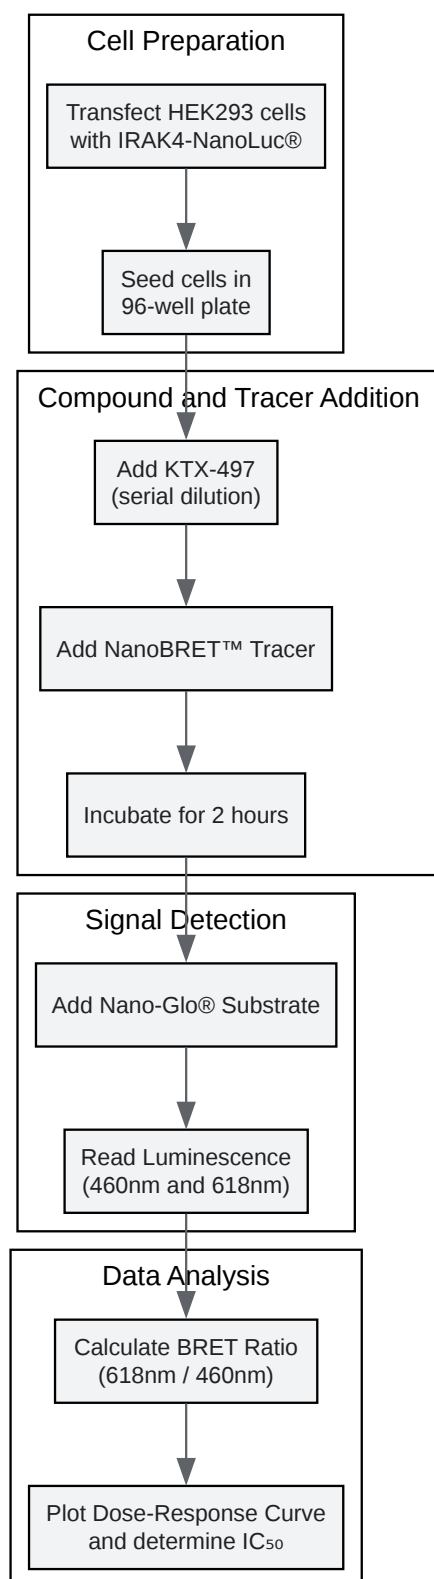 Cell Preparation
Transfect HEK293 cells
with IRAK4-NanoLuc®
Seed cells in
96-well plate
Compound and Tracer Addition
Add KTX-497
(serial dilution)
Add NanoBRET™ Tracer
Incubate for 2 hours
Signal Detection
Add Nano-Glo® Substrate
Read Luminescence
(460nm and 618nm)
Data Analysis
Calculate BRET Ratio
(618nm / 460nm)
Plot Dose-Response Curve
and determine IC₅₀